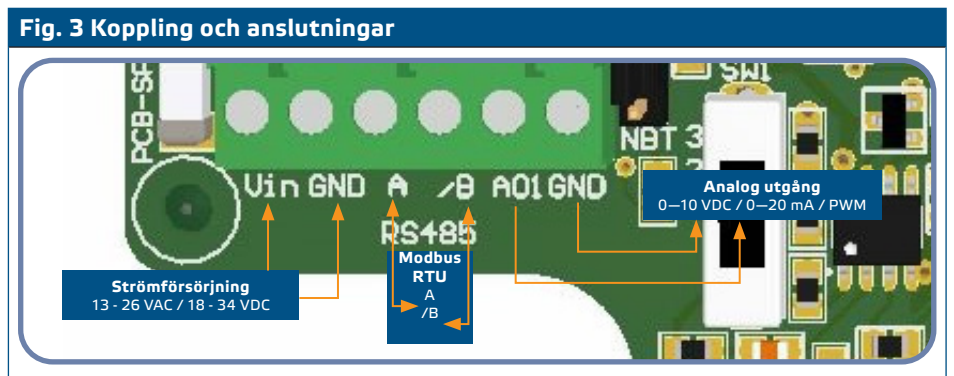 Fig. 3 Koppling och anslutningar
PCB-SF
SW1
NBT 3
Vin GND A /B AO1 GND
RS485
Analog utgång
0—10 VDC / 0—20 mA / PWM
Strömförsörjning
13 - 26 VAC / 18 - 34 VDC
Modbus
RTU
A
/B